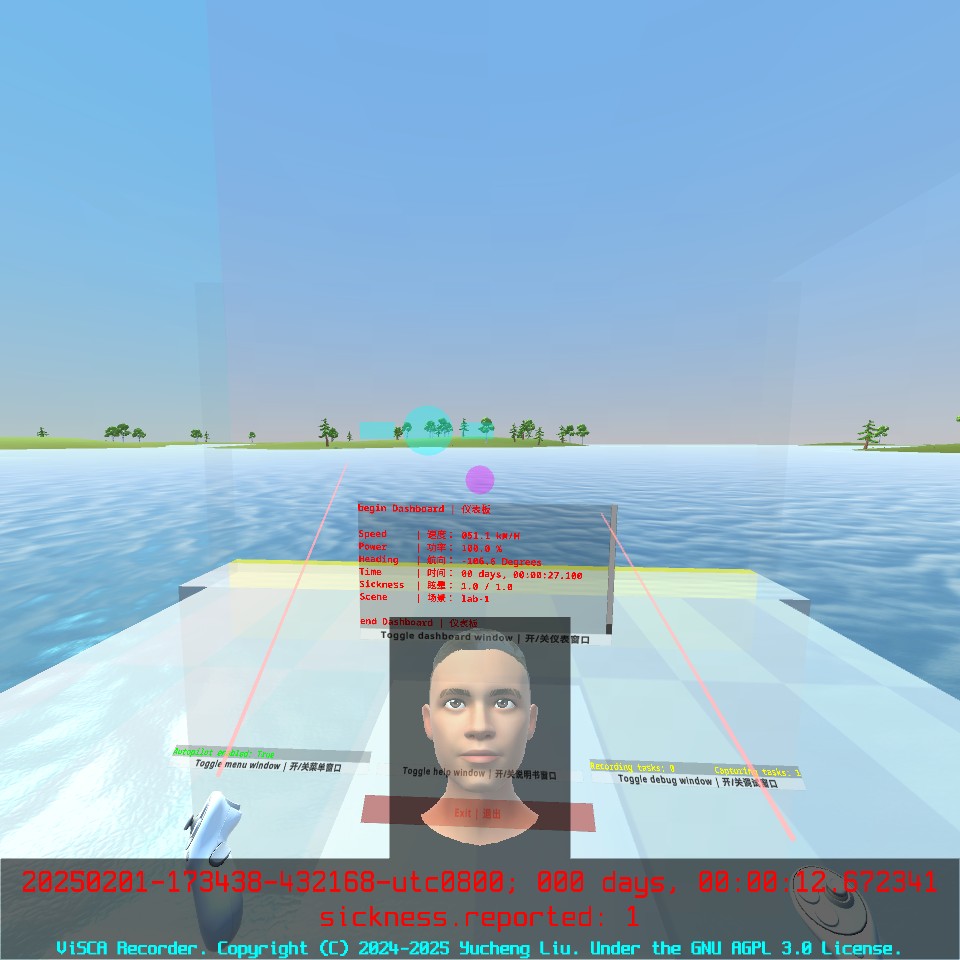 begin Dashboard | 仪表板
Speed | 速度： 051.1 kM/H
Power | 功率： 100.0 %
Heading | 航向： -106.6 Degrees
Time | 时间： 00 days, 00:00:27.100
Sickness | 眩晕： 1.0 / 1.0
Scene | 场景： lab-1
end Dashboard | 仪表板
Toggle dashboard window | 开/关仪表窗口
Autopilot enabled: True
Toggle menu window | 开/关菜单窗口
Toggle help window | 开/关说明书窗口
Recording tasks: 0 Capturing tasks: 1
Toggle debug window | 开/关调试窗口
Exit | 退出
20250201-173438-432168-utc0800; 000 days, 00:00:12.672341
sickness.reported: 1
ViSCA Recorder. Copyright (C) 2024-2025 Yucheng Liu. Under the GNU AGPL 3.0 License.